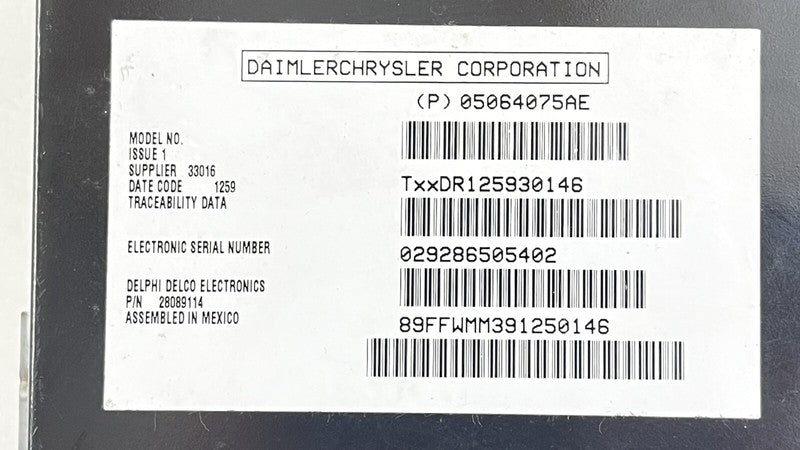 DAIMLERCHRYSLER CORPORATION
(P) 05064075AE
MODEL NO.
ISSUE 1
SUPPLIER 33016
DATE CODE 1259
TRACEABILITY DATA
TxxDR125930146
ELECTRONIC SERIAL NUMBER
029286505402
DELPHI DELCO ELECTRONICS
P/N 28089114
ASSEMBLED IN MEXICO
89FFWMM391250146